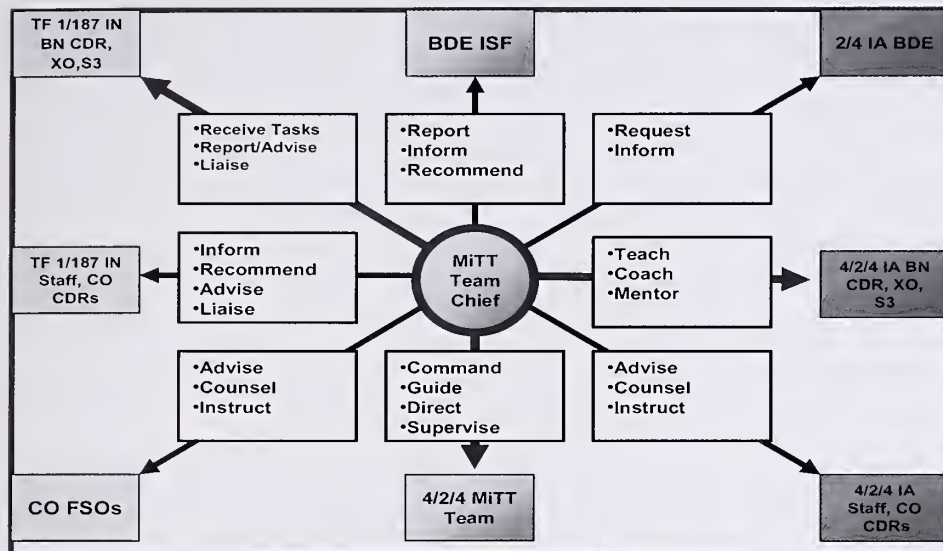 TF 1/187 IN
BN CDR,
XO,S3
BDE ISF
2/4 IA BDE
•Receive Tasks
•Report/Advise
•Liaise
•Report
•Inform
•Recommend
•Request
•Inform
TF 1/187 IN
Staff, CO
CDRs
•Inform
•Recommend
•Advise
•Liaise
MiTT
Team
Chief
•Teach
•Coach
•Mentor
4/2/4 IA BN
CDR, XO,
S3
•Advise
•Counsel
•Instruct
•Command
•Guide
•Direct
•Supervise
•Advise
•Counsel
•Instruct
CO FSOs
4/2/4 MiTT
Team
4/2/4 IA
Staff, CO
CDRs